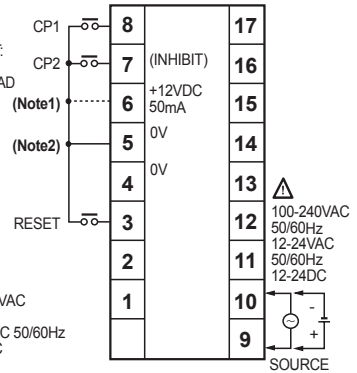 CP1
8
17
T:
CP2
7
(INHIBIT)
16
AD
(Note1)
6
+12VDC
50mA
15
(Note2)
5
0V
14
4
0V
13
RESET
3
12
100-240VAC
50/60Hz
12-24VAC
50/60Hz
12-24DC
2
11
1
10
VAC
C 50/60Hz
C
9
-
+
SOURCE